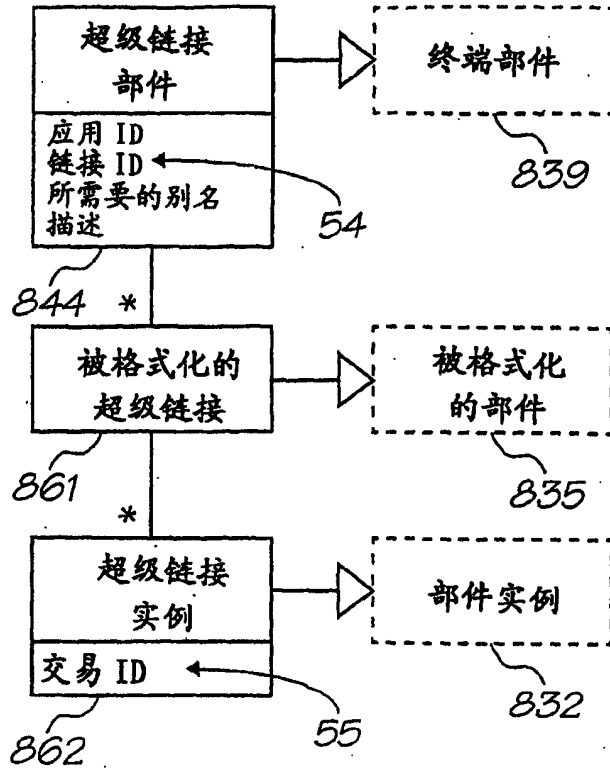 超级链接
部件
终端部件
应用 ID
链接 ID
所需要的别名
描述
839
54
844
*
被格式化的
超级链接
被格式化
的部件
861
835
*
超级链接
实例
部件实例
交易 ID
862
55
832